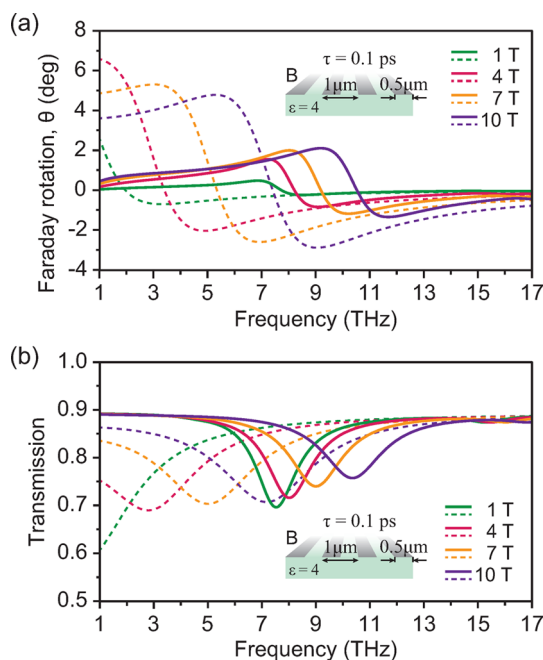 (a)
8
6
4
2
0
-2
-4
Faraday rotation, θ (deg)
τ = 0.1 ps
B
1μm
0.5μm
ε = 4
1 T
4 T
7 T
10 T
1 3 5 7 9 11 13 15 17
Frequency (THz)
(b)
1.0
0.9
0.8
0.7
0.6
0.5
Transmission
τ = 0.1 ps
B
1μm
0.5μm
ε = 4
1 T
4 T
7 T
10 T
1 3 5 7 9 11 13 15 17
Frequency (THz)